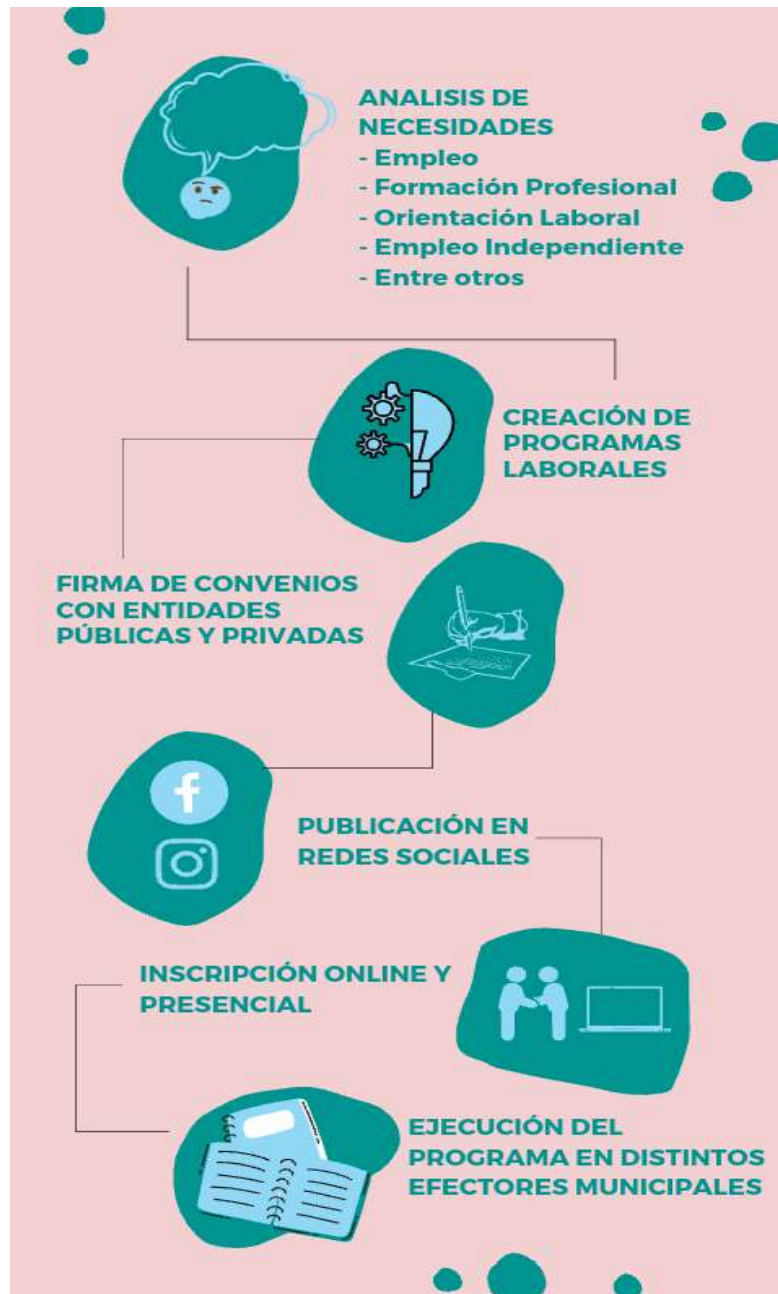 ANALISIS DE
NECESIDADES
- Empleo
- Formación Profesional
- Orientación Laboral
- Empleo Independiente
- Entre otros
CREACIÓN DE
PROGRAMAS
LABORALES
FIRMA DE CONVENIOS
CON ENTIDADES
PÚBLICAS Y PRIVADAS
PUBLICACIÓN EN
REDES SOCIALES
INSCRIPCIÓN ONLINE Y
PRESENCIAL
EJECUCIÓN DEL
PROGRAMA EN DISTINTOS
EFECTORES MUNICIPALES